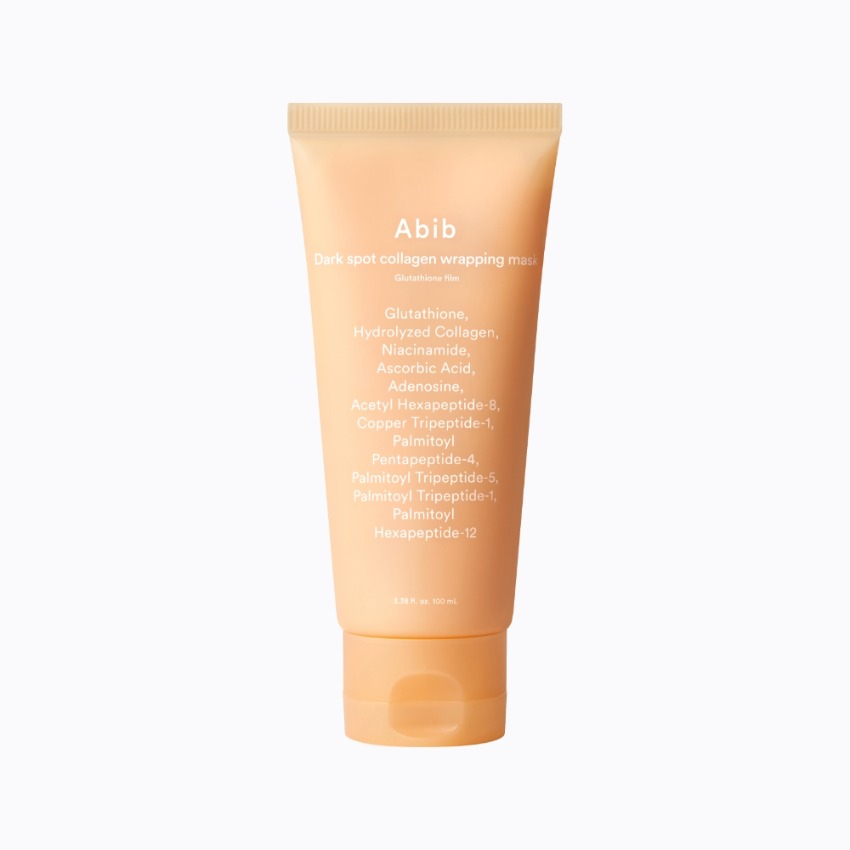 Abib
Dark spot collagen wrapping mask
Glutathione film
Glutathione,
Hydrolyzed Collagen,
Niacinamide,
Ascorbic Acid,
Adenosine,
Acetyl Hexapeptide-8,
Copper Tripeptide-1,
Palmitoyl
Pentapeptide-4,
Palmitoyl Tripeptide-5,
Palmitoyl Tripeptide-1,
Palmitoyl
Hexapeptide-12
3.38 fl. oz. 100 mL